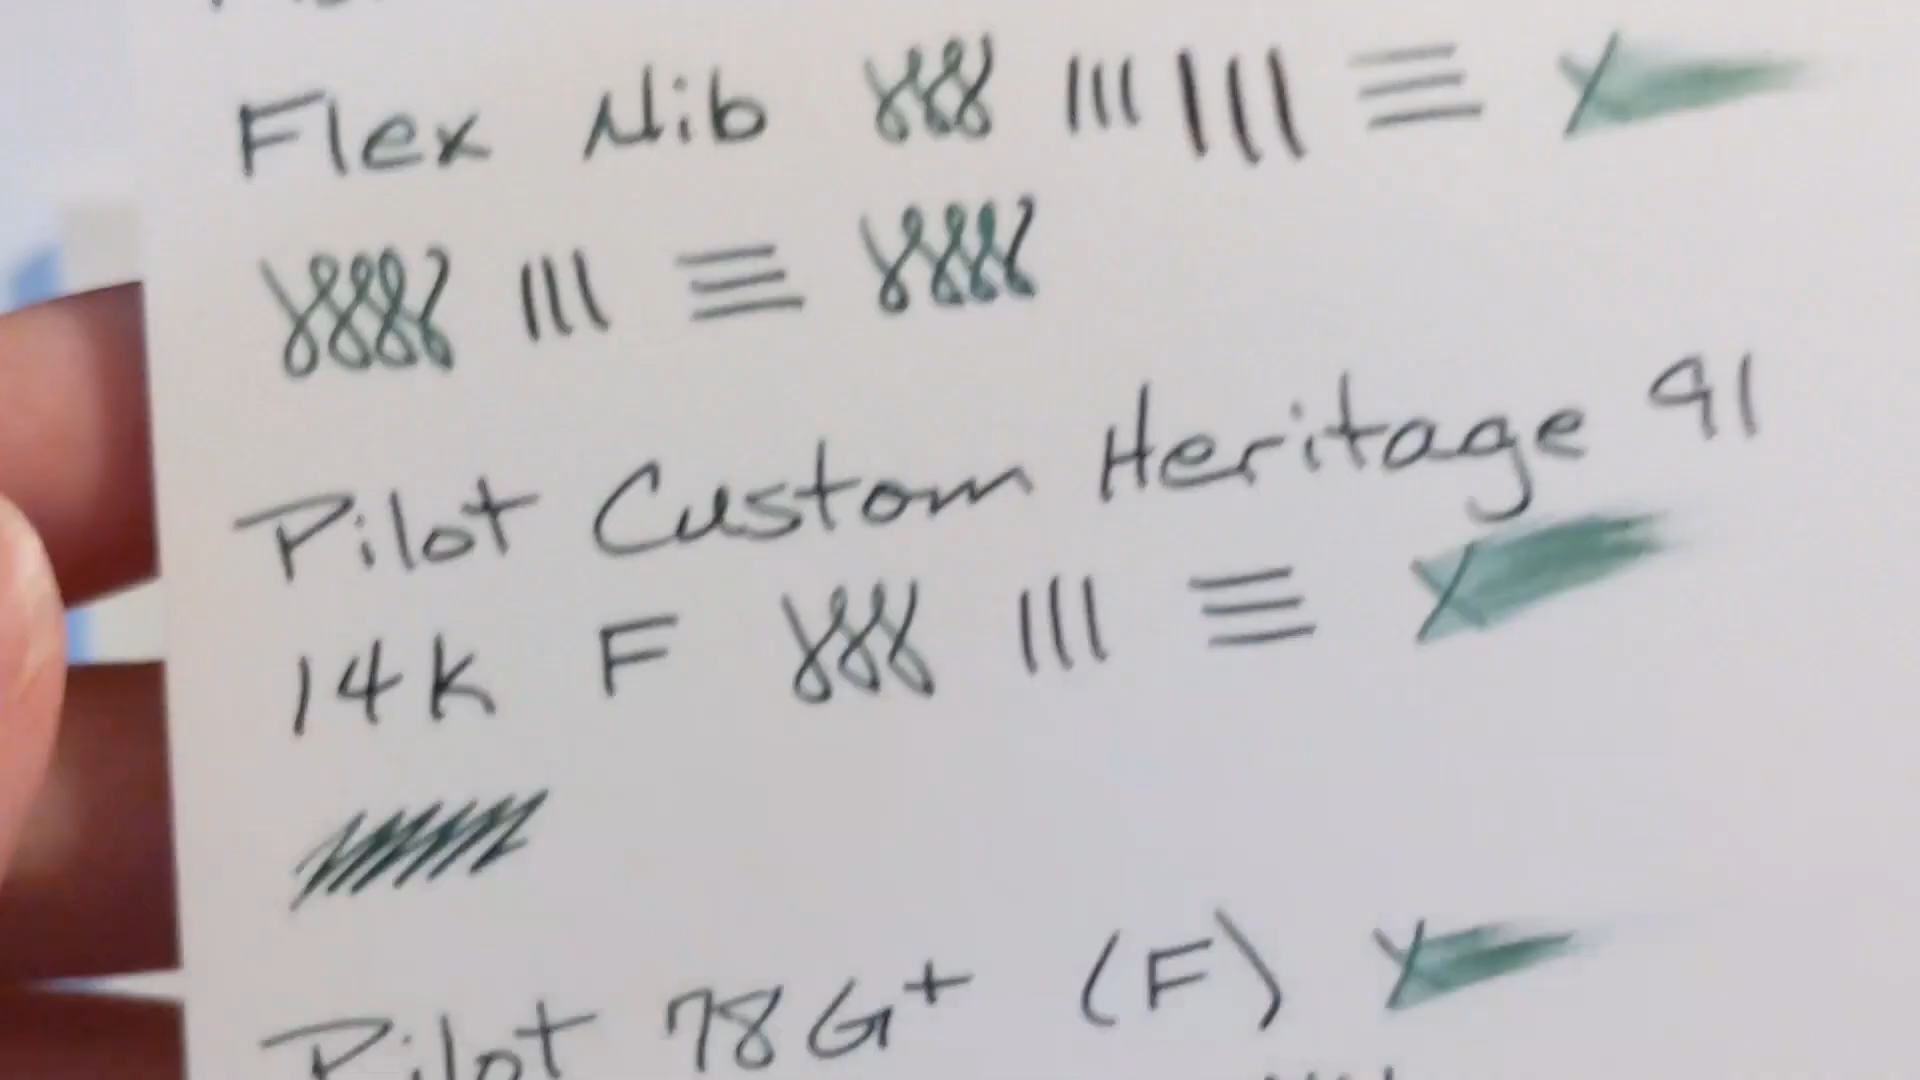 Flex Nib
Pilot Custom Heritage 91
14K F
Pilot 78G+ (F)